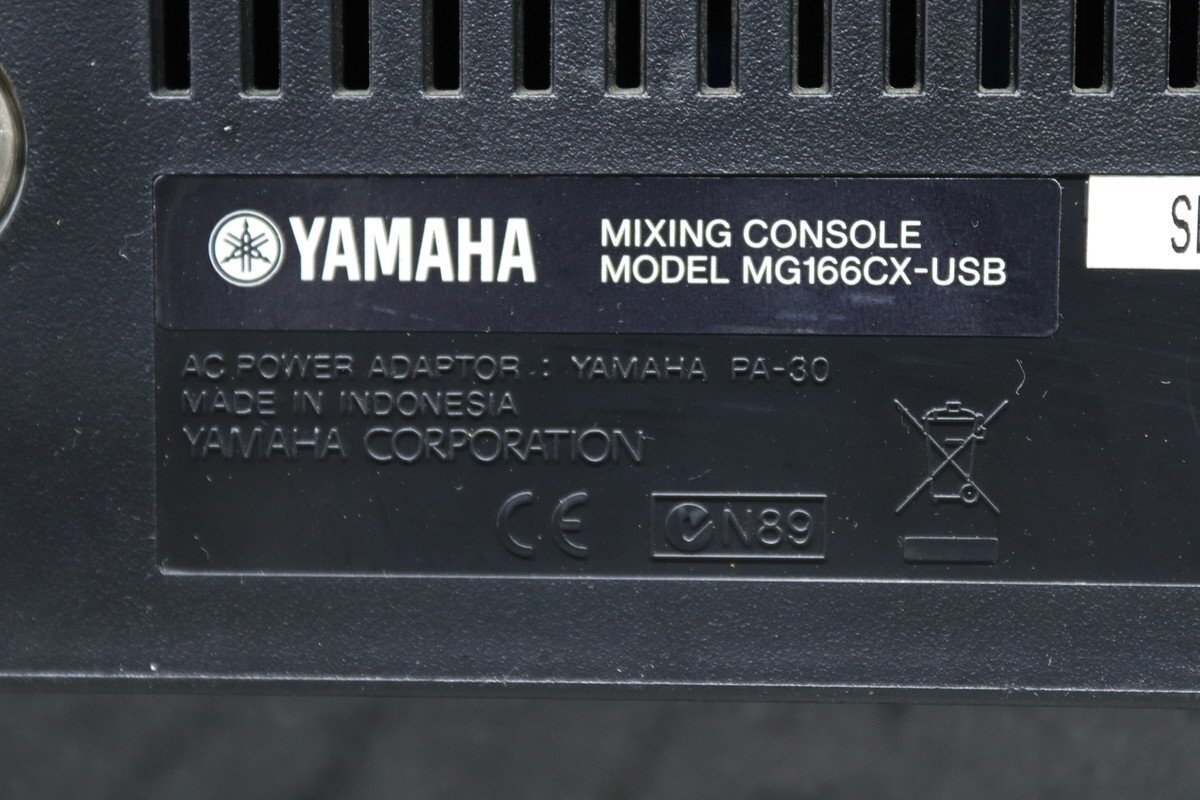 YAMAHA
MIXING CONSOLE
MODEL MG166CX-USB
AC POWER ADAPTOR : YAMAHA PA-30
MADE IN INDONESIA
YAMAHA CORPORATION
CE
N89